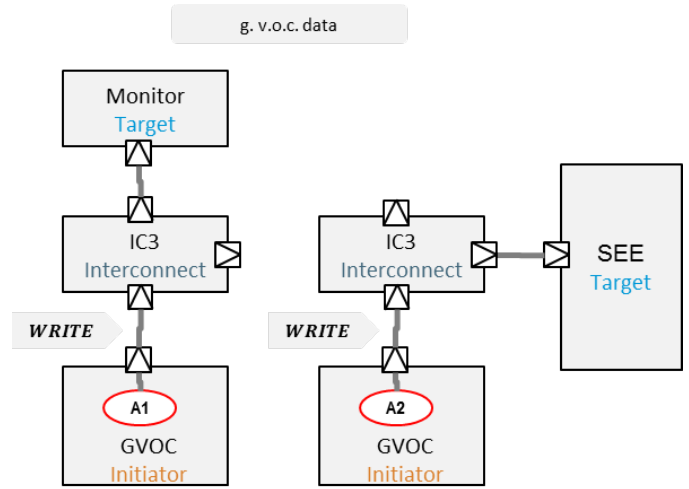 g. v.o.c. data
Monitor
Target
IC3
Interconnect
WRITE
A1
GVOC
Initiator
IC3
Interconnect
WRITE
A2
GVOC
Initiator
SEE
Target